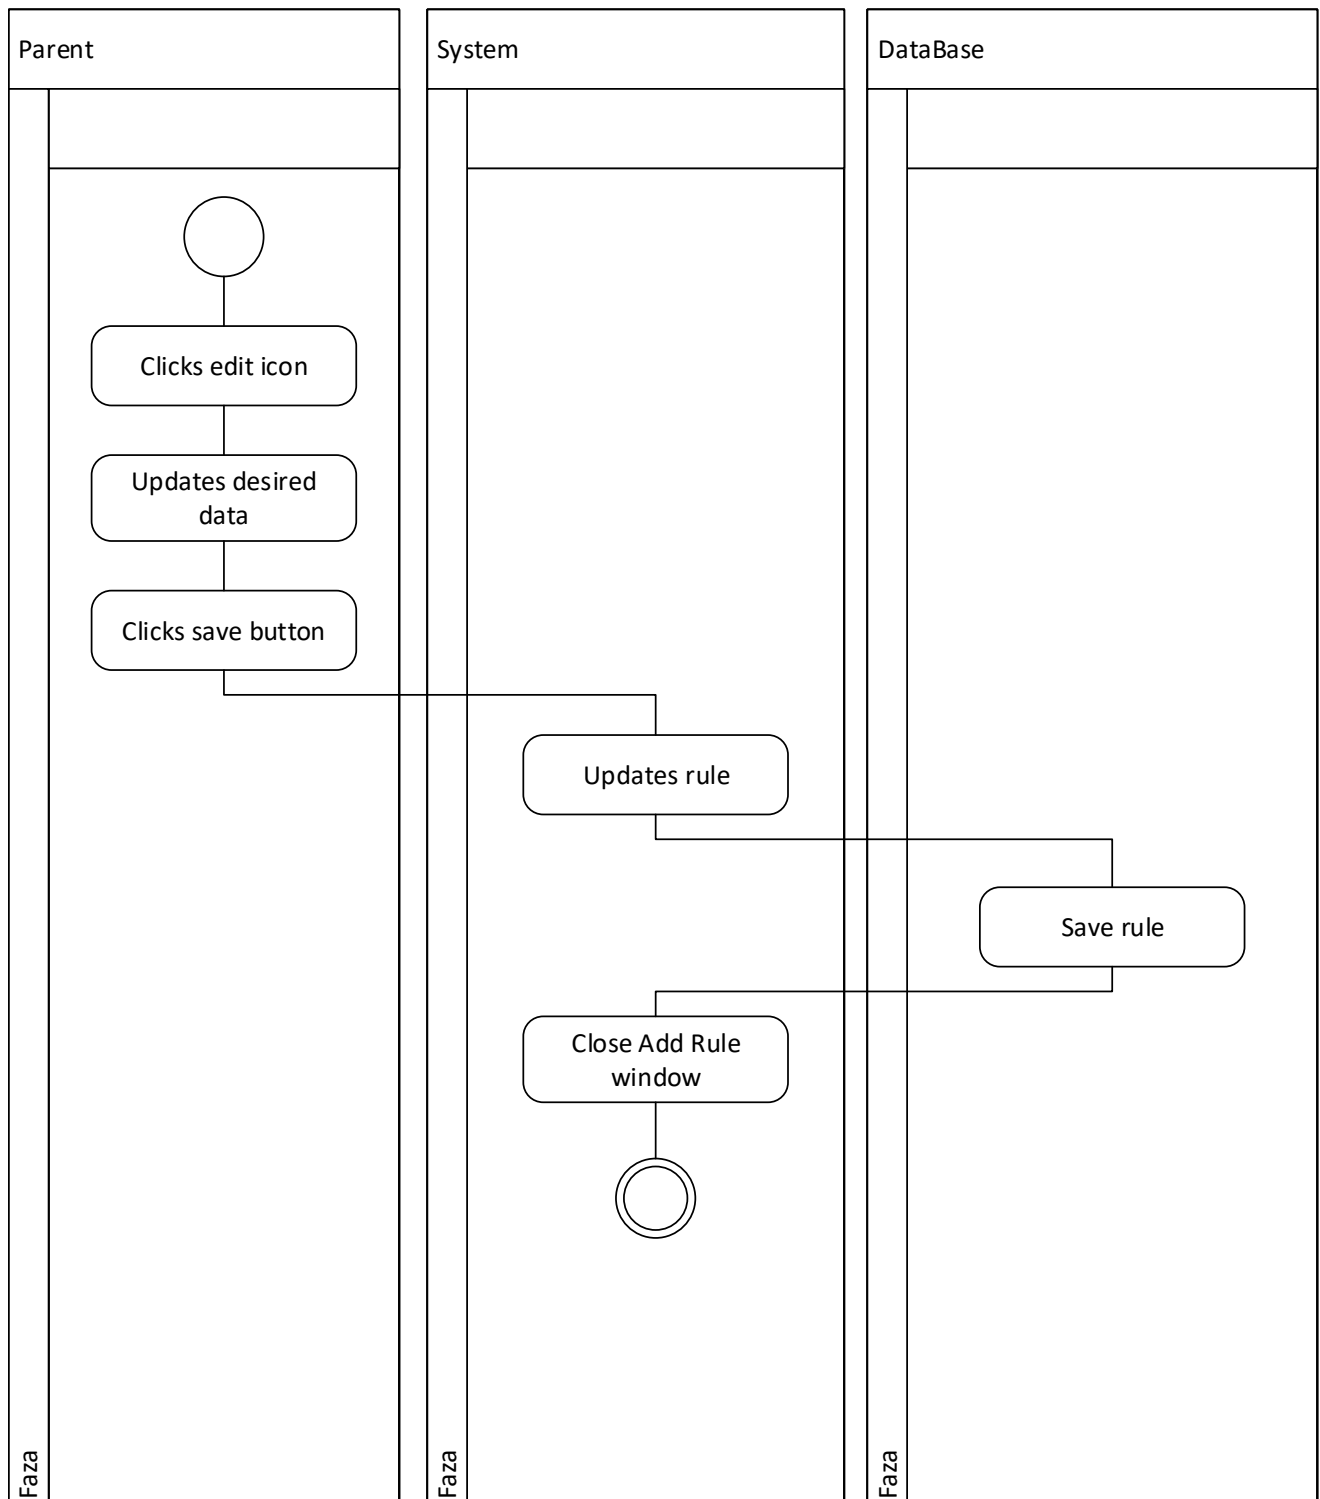 Parent
System
DataBase
Clicks edit icon
Updates desired
data
Clicks save button
Updates rule
Save rule
Close Add Rule
window
Faza
Faza
Faza